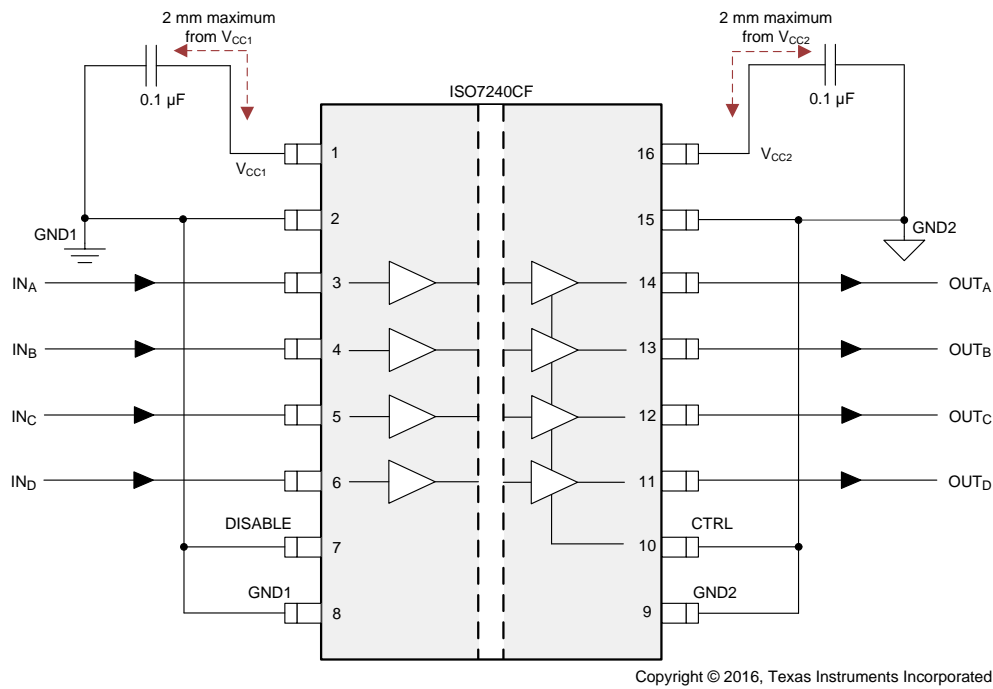 2 mm maximum
from VCC1
2 mm maximum
from VCC2
0.1 µF
0.1 µF
ISO7240CF
VCC1
1
16
VCC2
2
15
GND1
GND2
INA
3
14
OUTA
INB
4
13
OUTB
INC
5
12
OUTC
IND
6
11
OUTD
DISABLE
CTRL
7
10
GND1
GND2
8
9
Copyright © 2016, Texas Instruments Incorporated